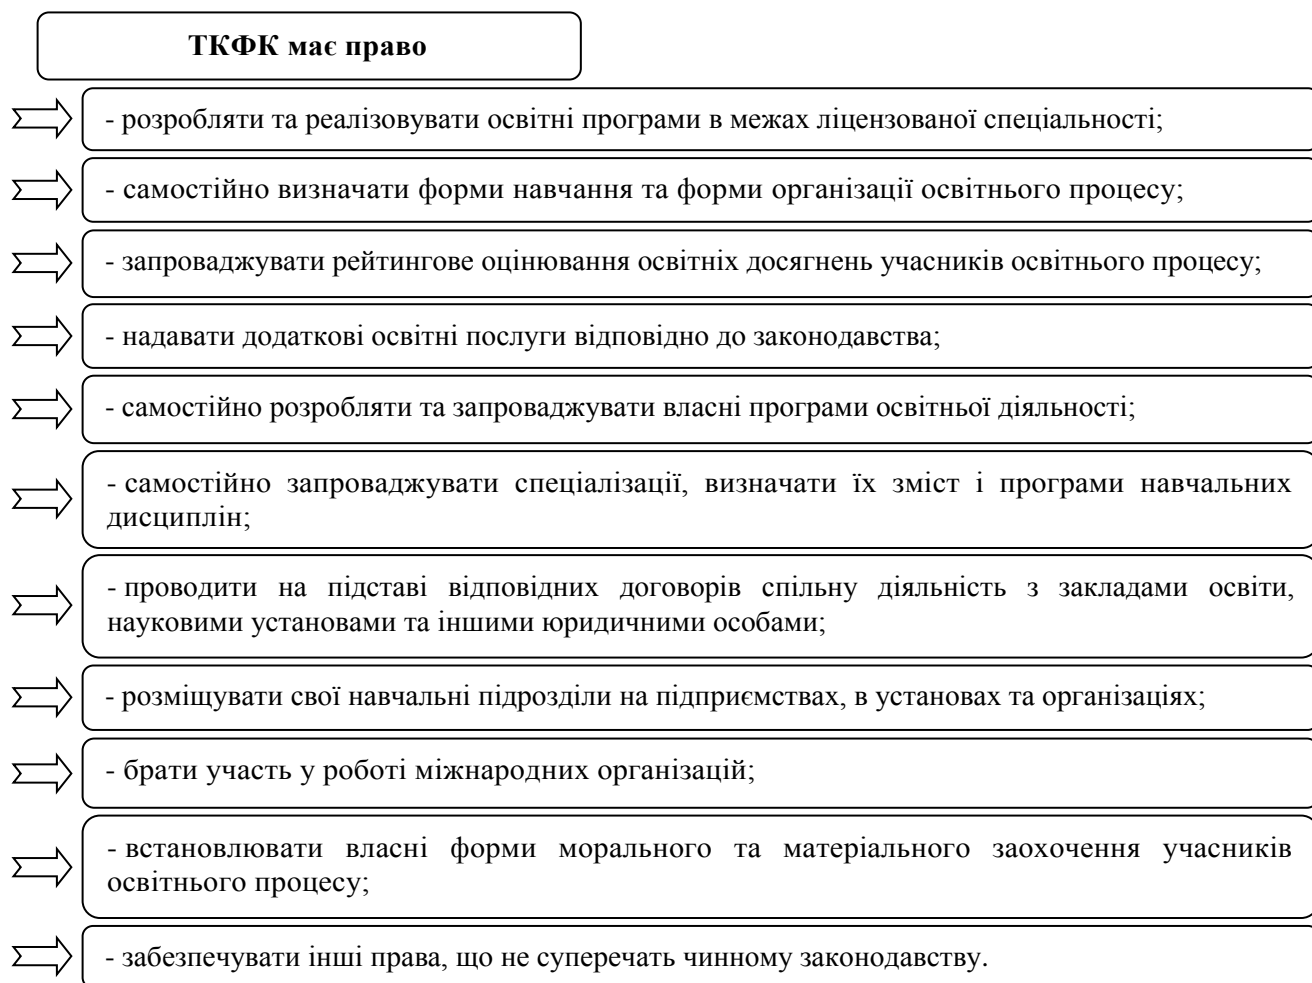 ТКФК має право
- розробляти та реалізовувати освітні програми в межах ліцензованої спеціальності;
- самостійно визначати форми навчання та форми організації освітнього процесу;
- запроваджувати рейтингове оцінювання освітніх досягнень учасників освітнього процесу;
- надавати додаткові освітні послуги відповідно до законодавства;
- самостійно розробляти та запроваджувати власні програми освітньої діяльності;
- самостійно запроваджувати спеціалізації, визначати їх зміст і програми навчальних
дисциплін;
- проводити на підставі відповідних договорів спільну діяльність з закладами освіти,
науковими установами та іншими юридичними особами;
- розміщувати свої навчальні підрозділи на підприємствах, в установах та організаціях;
- брати участь у роботі міжнародних організацій;
- встановлювати власні форми морального та матеріального заохочення учасників
освітнього процесу;
- забезпечувати інші права, що не суперечать чинному законодавству.